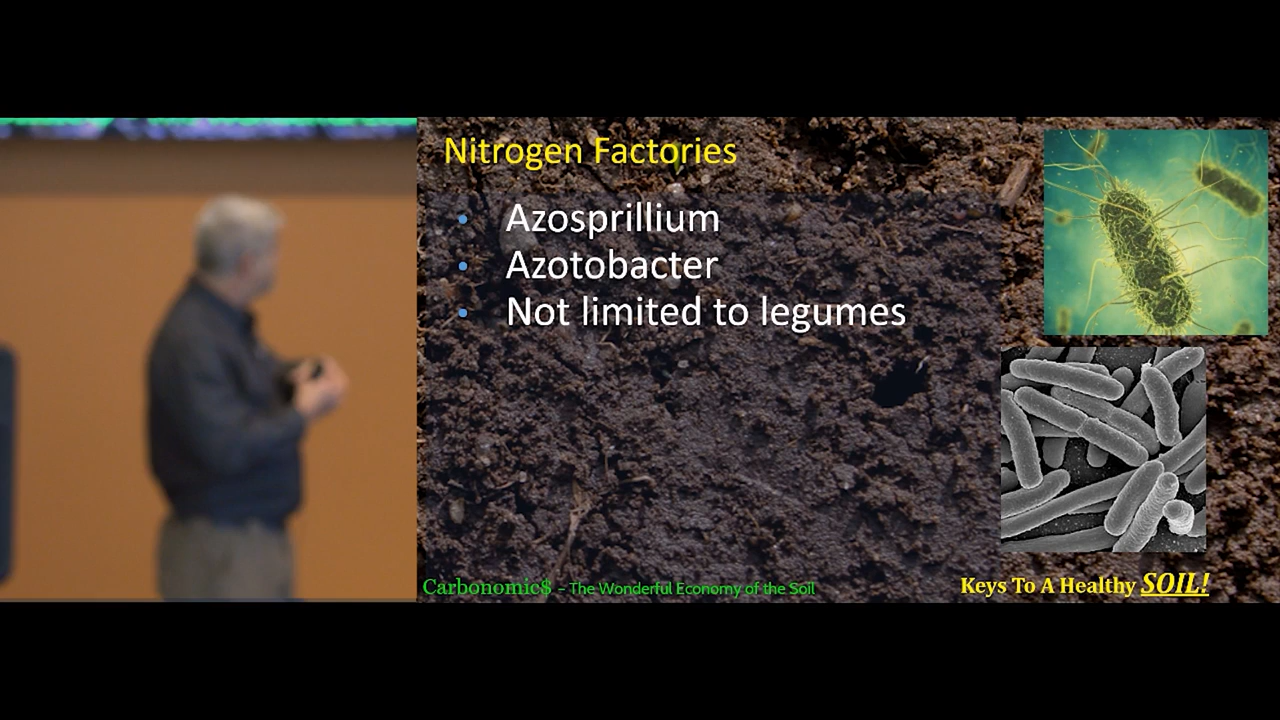 Nitrogen Factories
• Azosprillium
• Azotobacter
• Not limited to legumes
Carbonomic$ – The Wonderful Economy of the Soil
Keys To A Healthy SOIL!